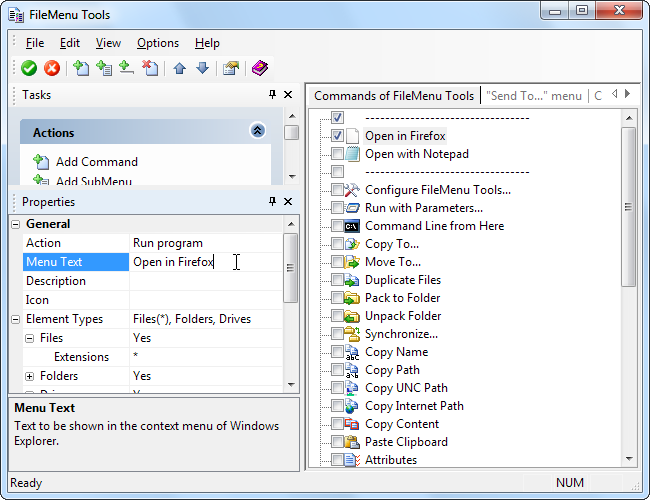 FileMenu Tools
File Edit View Options Help
Tasks
Actions
Add Command
Add SubMenu
Properties
General
Action Run program
Menu Text Open in Firefox
Description
Icon
Element Types Files(*), Folders, Drives
Files Yes
Extensions *
Folders Yes
Menu Text
Text to be shown in the context menu of Windows
Explorer.
Commands of FileMenu Tools "Send To..." menu C
----------------------------------
Open in Firefox
Open with Notepad
----------------------------------
Configure FileMenu Tools...
Run with Parameters...
C:\ Command Line from Here
Copy To...
Move To...
Duplicate Files
Pack to Folder
Unpack Folder
Synchronize...
Copy Name
Copy Path
Copy UNC Path
Copy Internet Path
Copy Content
Paste Clipboard
Attributes
Ready NUM